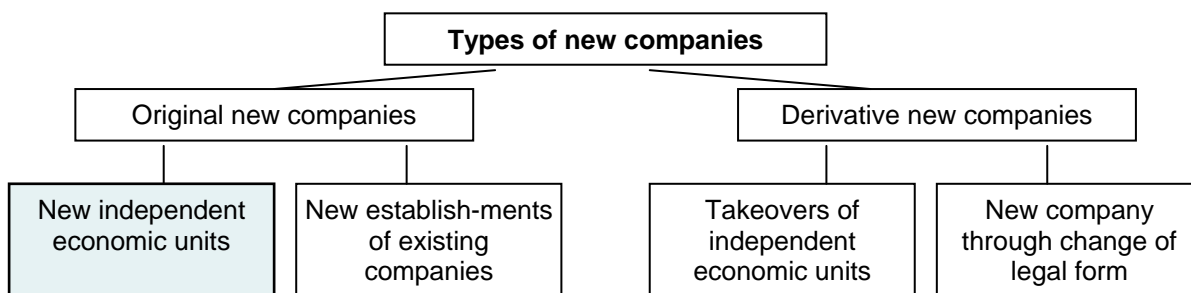 Types of new companies
Original new companies
Derivative new companies
New independent
economic units
New establish-ments
of existing
companies
Takeovers of
independent
economic units
New company
through change of
legal form